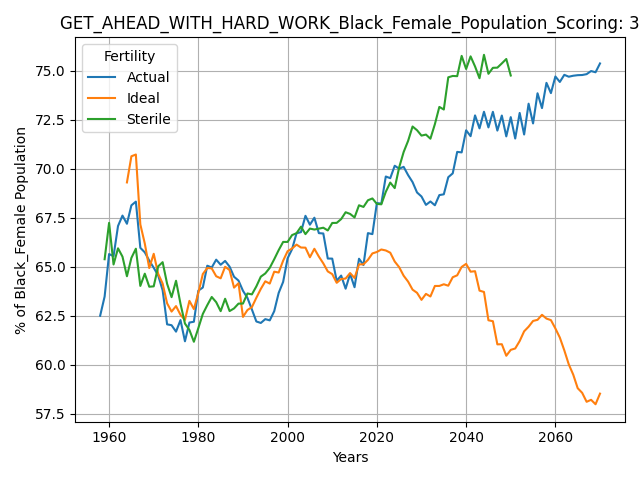 GET_AHEAD_WITH_HARD_WORK_Black_Female_Population_Scoring: 3
Fertility
Actual
Ideal
Sterile
% of Black_Female Population
75.0
72.5
70.0
67.5
65.0
62.5
60.0
57.5
1960 1980 2000 2020 2040 2060
Years